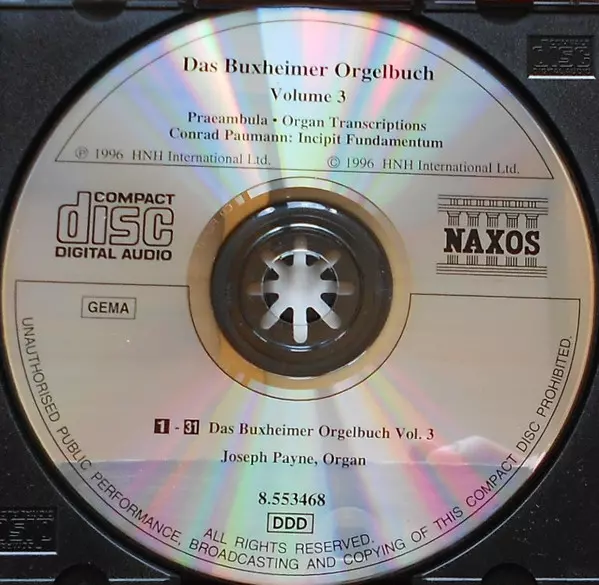 Das Buxheimer Orgelbuch
Volume 3
Praeambula • Organ Transcriptions
Conrad Paumann: Incipit Fundamentum
℗ 1996 HNH International Ltd.
© 1996 HNH International Ltd.
COMPACT
disc
DIGITAL AUDIO
NAXOS
GEMA
1 - 31 Das Buxheimer Orgelbuch Vol. 3
Joseph Payne, Organ
8.553468
DDD
ALL RIGHTS RESERVED.
UNAUTHORISED PUBLIC PERFORMANCE, BROADCASTING AND COPYING OF THIS COMPACT DISC PROHIBITED.